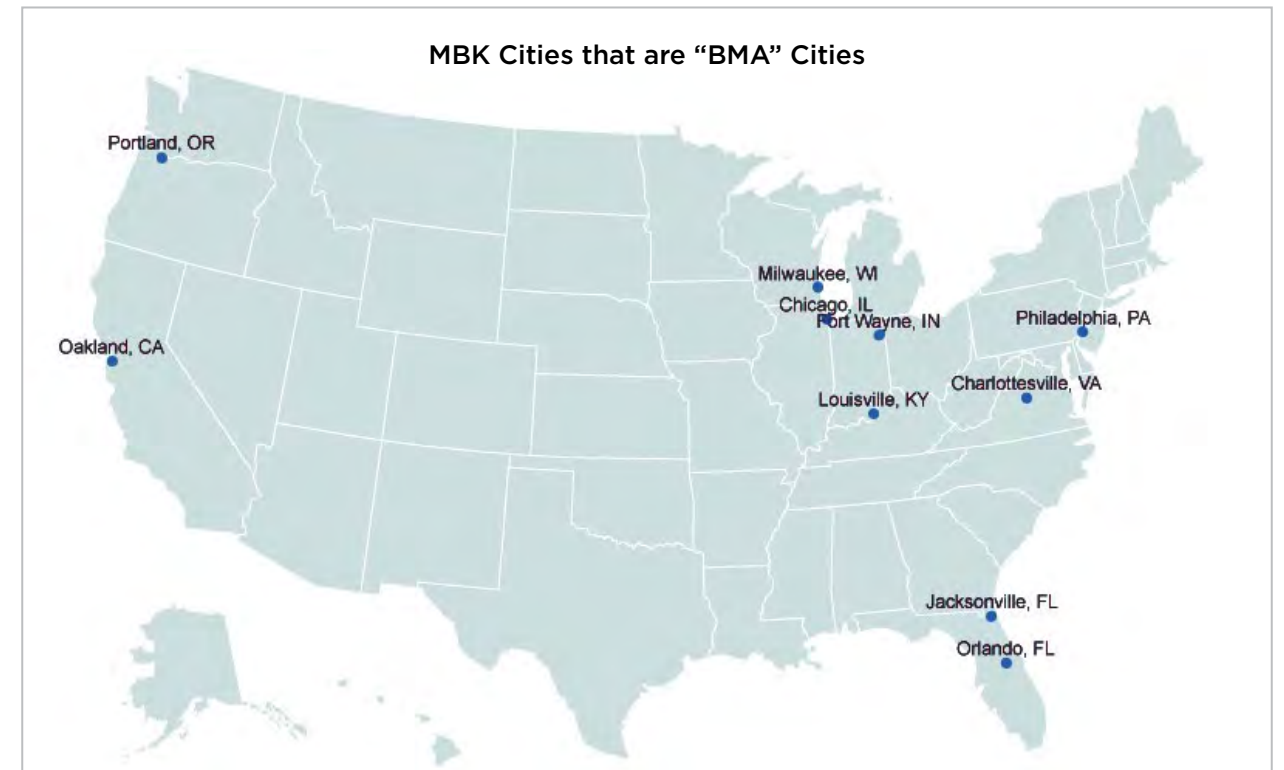 MBK Cities that are “BMA” Cities
Portland, OR
Milwaukee, WI
Chicago, IL
Fort Wayne, IN
Philadelphia, PA
Oakland, CA
Charlottesville, VA
Louisville, KY
Jacksonville, FL
Orlando, FL